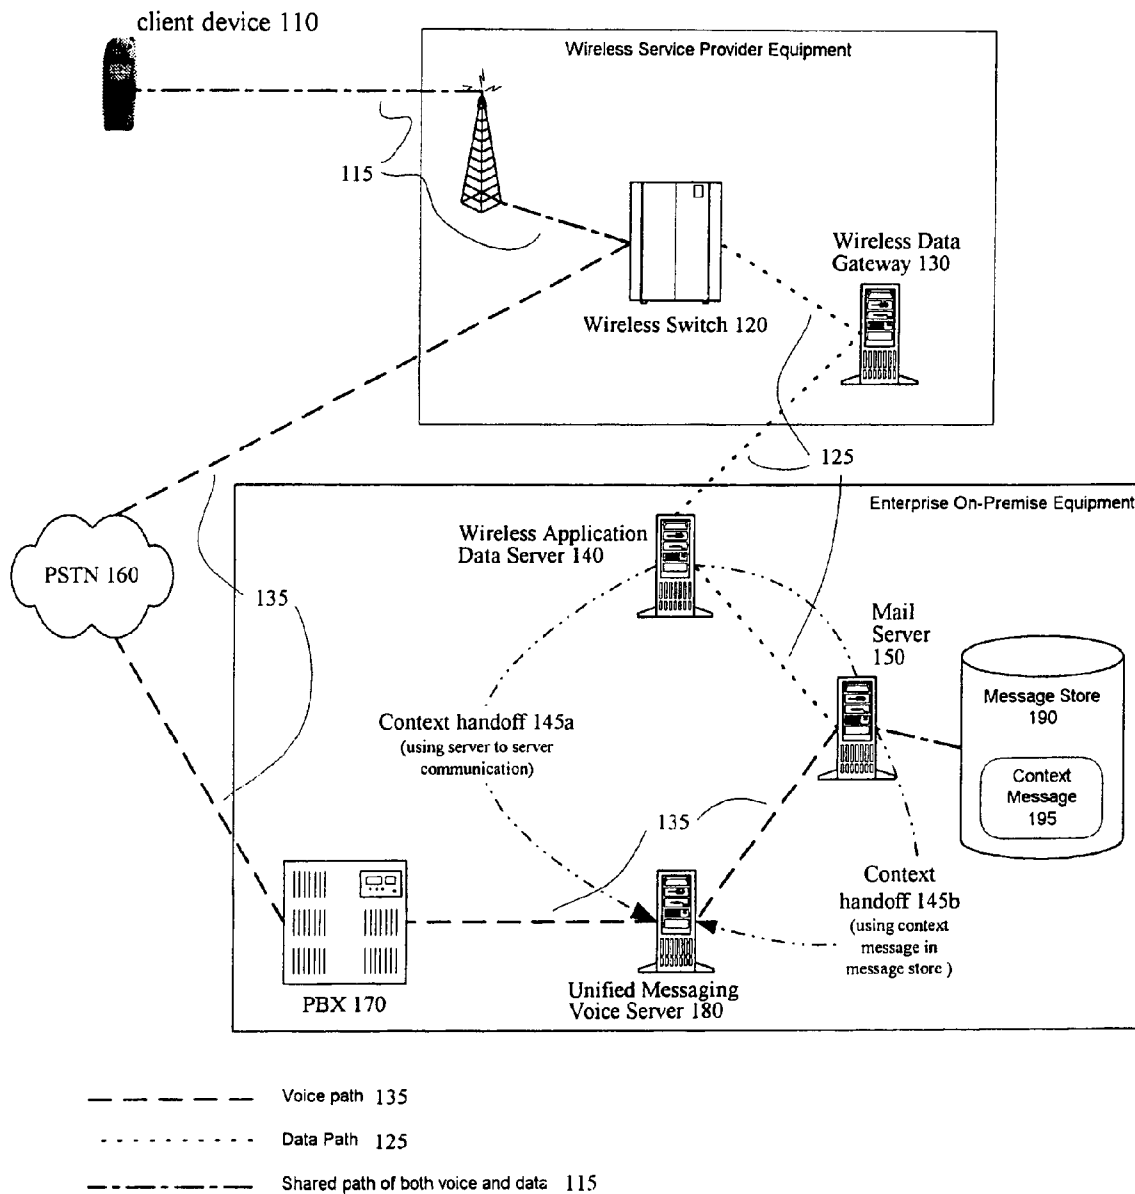 client device 110
Wireless Service Provider Equipment
115
Wireless Data
Gateway 130
Wireless Switch 120
125
Enterprise On-Premise Equipment
Wireless Application
Data Server 140
PSTN 160
135
Mail
Server
150
Message Store
190
Context handoff 145a
(using server to server
communication)
Context
Message
195
135
Context
handoff 145b
(using context
message in
message store )
PBX 170
Unified Messaging
Voice Server 180
Voice path 135
Data Path 125
Shared path of both voice and data 115